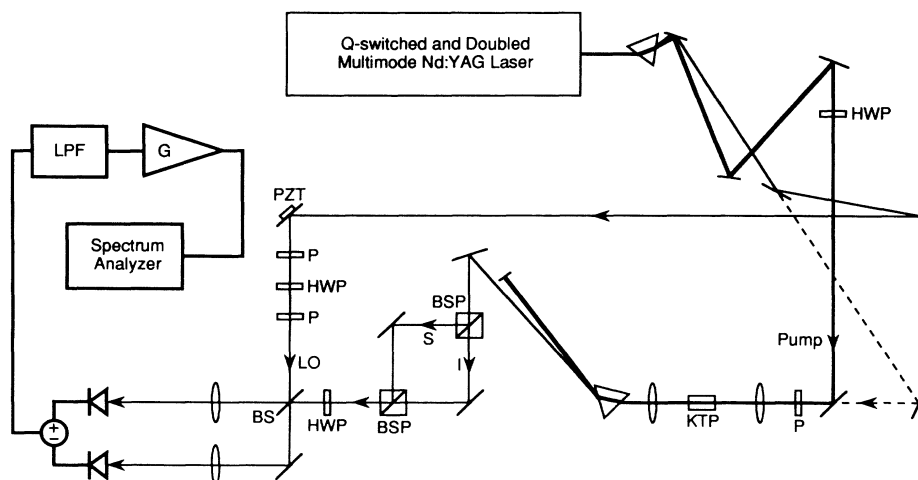 Q-switched and Doubled
Multimode Nd:YAG Laser
HWP
LPF
G
PZT
Spectrum
Analyzer
P
HWP
P
BSP
S
I
LO
Pump
BS
HWP
BSP
KTP
P
+
−